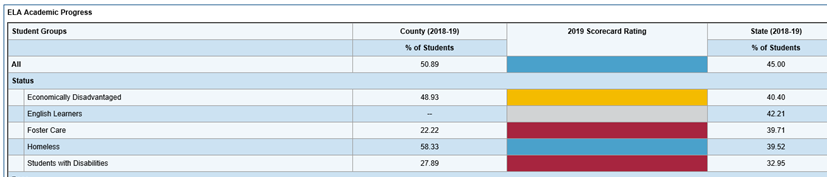 ELA Academic Progress
Student Groups County (2018-19) 2019 Scorecard Rating State (2018-19)
% of Students % of Students
All 50.89 45.00
Status
Economically Disadvantaged 48.93 40.40
English Learners -- 42.21
Foster Care 22.22 39.71
Homeless 58.33 39.52
Students with Disabilities 27.89 32.95